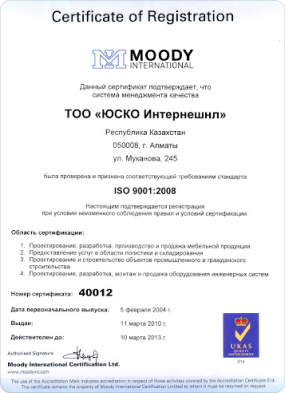 Certificate of Registration
MOODY
INTERNATIONAL
Данный сертификат подтверждает, что
система менеджмента качества
ТОО «ЮСКО Интернешнл»
Республика Казахстан
050008, г. Алматы
ул. Муканова, 245
была проверена и признана соответствующей требованиям стандарта
ISO 9001:2008
Настоящим подтверждается регистрация
при условии неизменного соблюдения правил и условий сертификации.
Область сертификации:
1. Проектирование, разработка, производство и продажа мебельной продукции
2. Предоставление услуг в области логистики и складирования
3. Проектирование и строительство объектов промышленного и гражданского
строительства
4. Проектирование, разработка, монтаж и продажа оборудования инженерных систем
Номер сертификата: 40012
Дата первоначального выпуска: 5 февраля 2004 г.
Выдан: 11 марта 2010 г.
Действителен до: 10 марта 2013 г.
Authorised Signature
Moody International Certification Ltd.
UKAS
QUALITY
MANAGEMENT
014
The use of the Accreditation Mark indicates accreditation in respect of those activities covered by the Accreditation Certificate 014
This certificate remains the property of Moody International Certification Limited to whom it must be returned on request